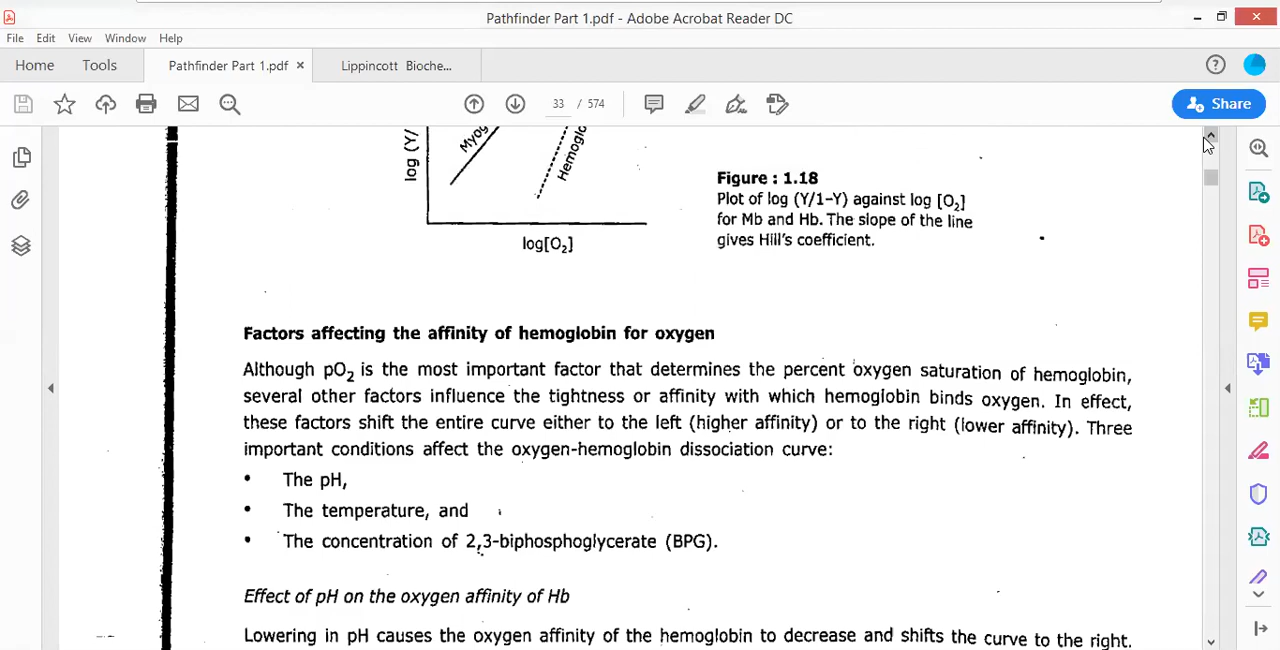 Pathfinder Part 1.pdf - Adobe Acrobat Reader DC
File Edit View Window Help
Home Tools Pathfinder Part 1.pdf × Lippincott Bioche...
33 / 574
Share
log (Y/
Myog
Hemoglo
log[O₂]
Figure : 1.18
Plot of log (Y/1–Y) against log [O₂]
for Mb and Hb. The slope of the line
gives Hill's coefficient.
Factors affecting the affinity of hemoglobin for oxygen
Although pO₂ is the most important factor that determines the percent oxygen saturation of hemoglobin,
several other factors influence the tightness or affinity with which hemoglobin binds oxygen. In effect,
these factors shift the entire curve either to the left (higher affinity) or to the right (lower affinity). Three
important conditions affect the oxygen-hemoglobin dissociation curve:
• The pH,
• The temperature, and
• The concentration of 2,3-biphosphoglycerate (BPG).
Effect of pH on the oxygen affinity of Hb
Lowering in pH causes the oxygen affinity of the hemoglobin to decrease and shifts the curve to the right.